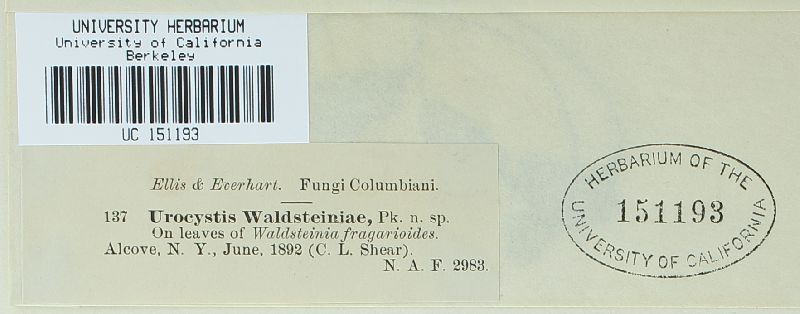 UNIVERSITY HERBARIUM
University of California
Berkeley
UC 151193
Ellis & Everhart. Fungi Columbiani.
137 Urocystis Waldsteiniae, Pk. n. sp.
On leaves of Waldsteinia fragarioides.
Alcove, N. Y., June, 1892 (C. L. Shear).
N. A. F. 2983.
HERBARIUM OF THE
151193
UNIVERSITY OF CALIFORNIA